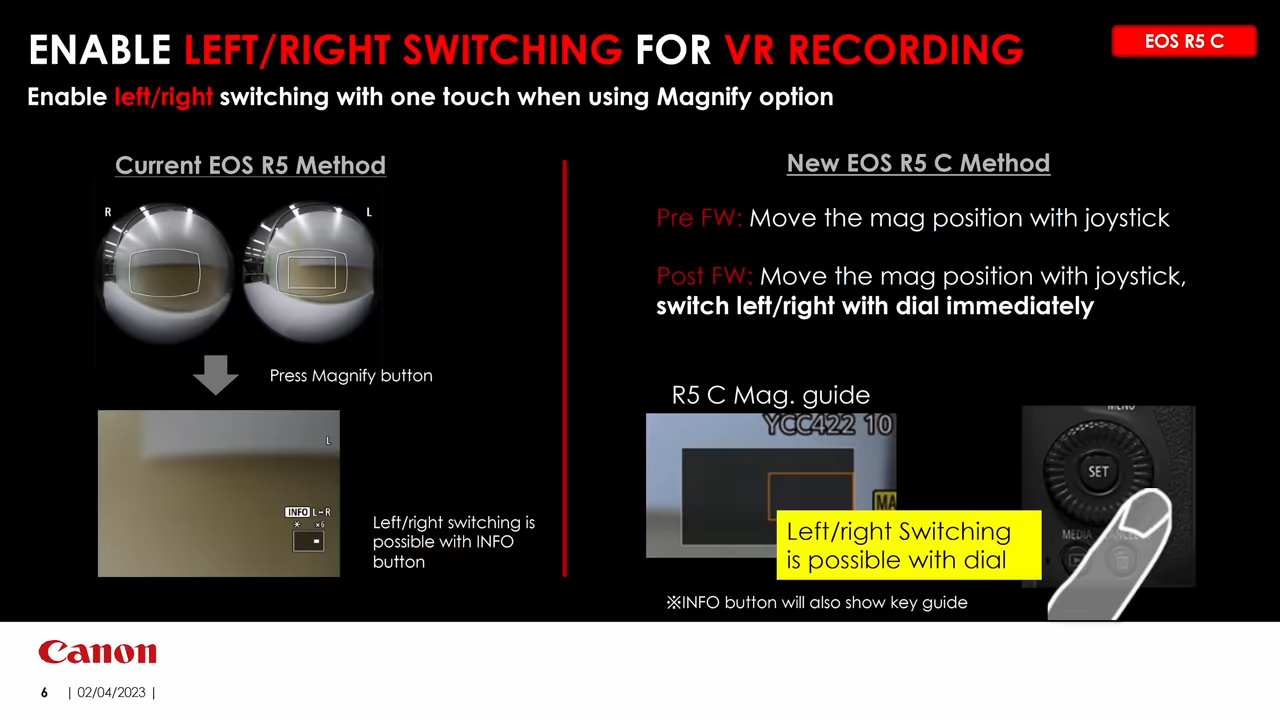 ENABLE LEFT/RIGHT SWITCHING FOR VR RECORDING
EOS R5 C
Enable left/right switching with one touch when using Magnify option
Current EOS R5 Method
R
L
Press Magnify button
L
INFO L↔R
* ×6
Left/right switching is
possible with INFO
button
New EOS R5 C Method
Pre FW: Move the mag position with joystick
Post FW: Move the mag position with joystick,
switch left/right with dial immediately
R5 C Mag. guide
YCC422 10
MA
MENU
SET
MEDIA
Left/right Switching
is possible with dial
※INFO button will also show key guide
Canon
6 | 02/04/2023 |